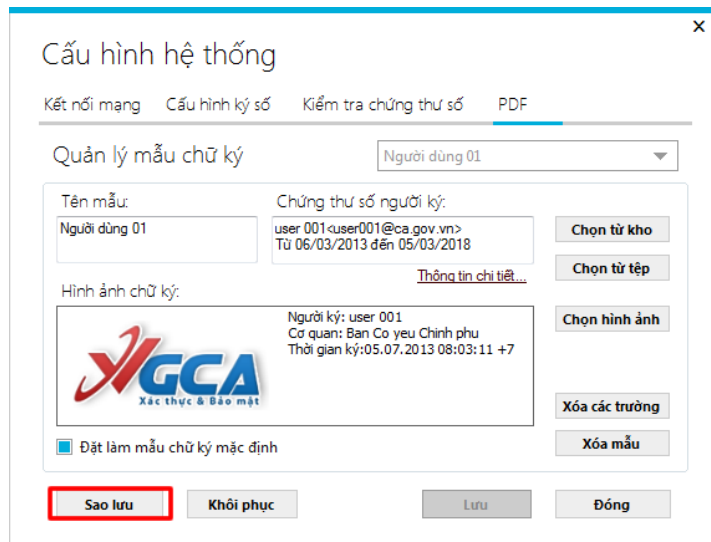 x
Cấu hình hệ thống
Kết nối mạng Cấu hình ký số Kiểm tra chứng thư số PDF
Quản lý mẫu chữ ký Người dùng 01
Tên mẫu: Chứng thư số người ký:
Người dùng 01 user 001<user001@ca.gov.vn>
Từ 06/03/2013 đến 05/03/2018
Chọn từ kho
Chọn từ tệp
Thông tin chi tiết...
Hình ảnh chữ ký:
Chọn hình ảnh
Người ký: user 001
Cơ quan: Ban Co yeu Chinh phu
Thời gian ký:05.07.2013 08:03:11 +7
VGCA
Xác thực & Bảo mật
Xóa các trường
Đặt làm mẫu chữ ký mặc định Xóa mẫu
Sao lưu Khôi phục Lưu Đóng